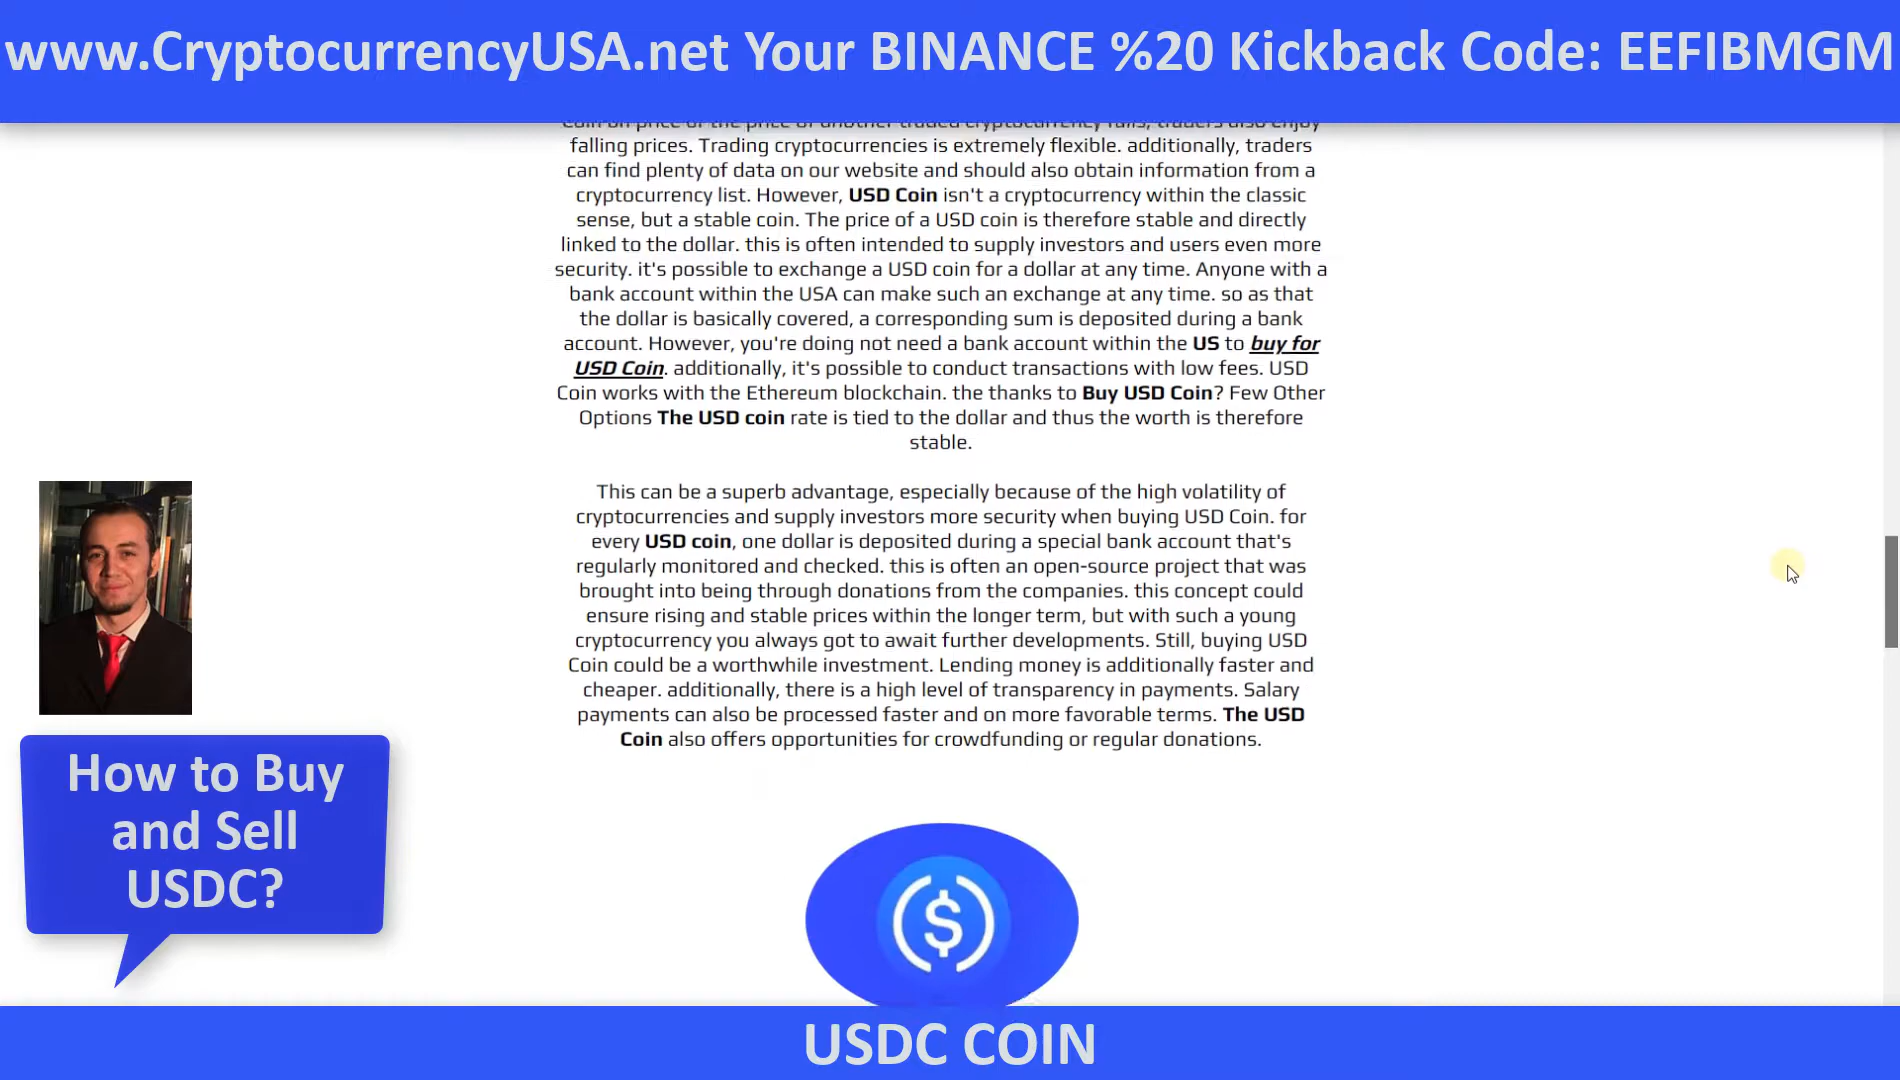 www.CryptocurrencyUSA.net Your BINANCE %20 Kickback Code: EEFIBMGM
falling prices. Trading cryptocurrencies is extremely flexible. additionally, traders
can find plenty of data on our website and should also obtain information from a
cryptocurrency list. However, USD Coin isn't a cryptocurrency within the classic
sense, but a stable coin. The price of a USD coin is therefore stable and directly
linked to the dollar. this is often intended to supply investors and users even more
security. it's possible to exchange a USD coin for a dollar at any time. Anyone with a
bank account within the USA can make such an exchange at any time. so as that
the dollar is basically covered, a corresponding sum is deposited during a bank
account. However, you're doing not need a bank account within the US to buy for
USD Coin. additionally, it's possible to conduct transactions with low fees. USD
Coin works with the Ethereum blockchain. the thanks to Buy USD Coin? Few Other
Options The USD coin rate is tied to the dollar and thus the worth is therefore
stable.
This can be a superb advantage, especially because of the high volatility of
cryptocurrencies and supply investors more security when buying USD Coin. for
every USD coin, one dollar is deposited during a special bank account that's
regularly monitored and checked. this is often an open-source project that was
brought into being through donations from the companies. this concept could
ensure rising and stable prices within the longer term, but with such a young
cryptocurrency you always got to await further developments. Still, buying USD
Coin could be a worthwhile investment. Lending money is additionally faster and
cheaper. additionally, there is a high level of transparency in payments. Salary
payments can also be processed faster and on more favorable terms. The USD
Coin also offers opportunities for crowdfunding or regular donations.
How to Buy
and Sell
USDC?
USDC COIN